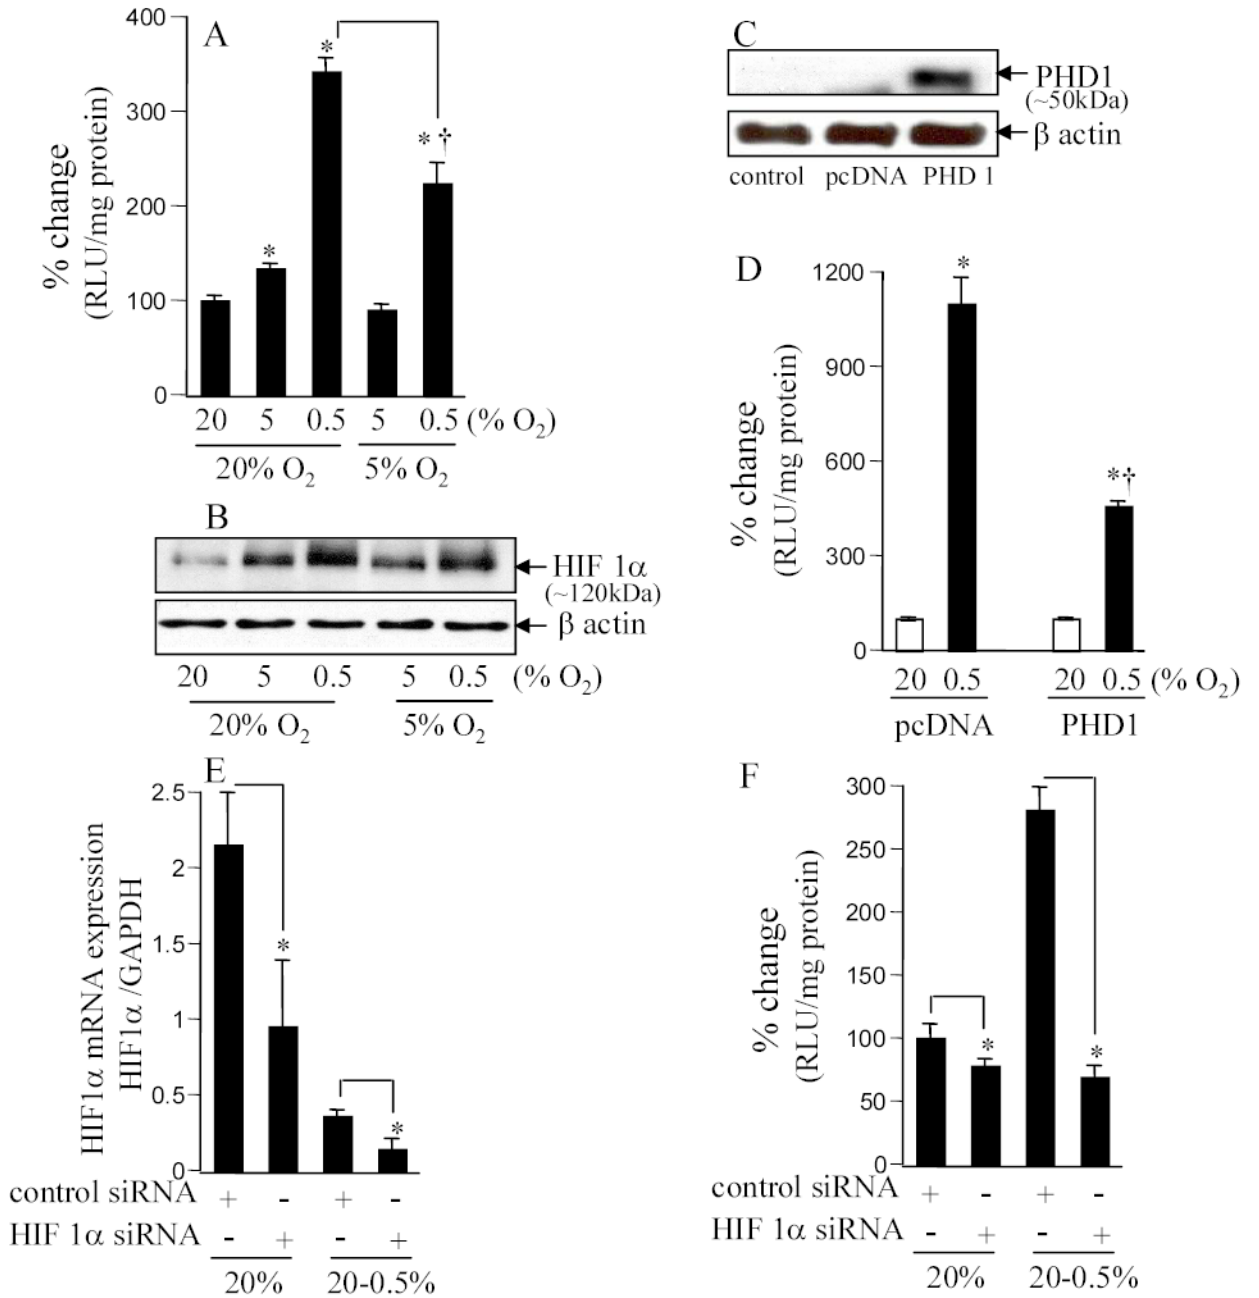 A
400
300
200
100
0
% change
(RLU/mg protein)
*
*
* †
20 5 0.5 5 0.5 (% O2)
20% O2 5% O2
B
HIF 1α
(~120kDa)
β actin
20 5 0.5 5 0.5 (% O2)
20% O2 5% O2
C
PHD1
(~50kDa)
β actin
control pcDNA PHD 1
D
1200
900
600
300
0
% change
(RLU/mg protein)
*
*†
20 0.5 20 0.5 (% O2)
pcDNA PHD1
E
2.5
2
1.5
1
0.5
0
HIF1α mRNA expression
HIF1α /GAPDH
*
*
control siRNA + - + -
HIF 1α siRNA - + - +
20% 20-0.5%
F
300
250
200
150
100
50
0
% change
(RLU/mg protein)
*
*
control siRNA + - + -
HIF 1α siRNA - + - +
20% 20-0.5%